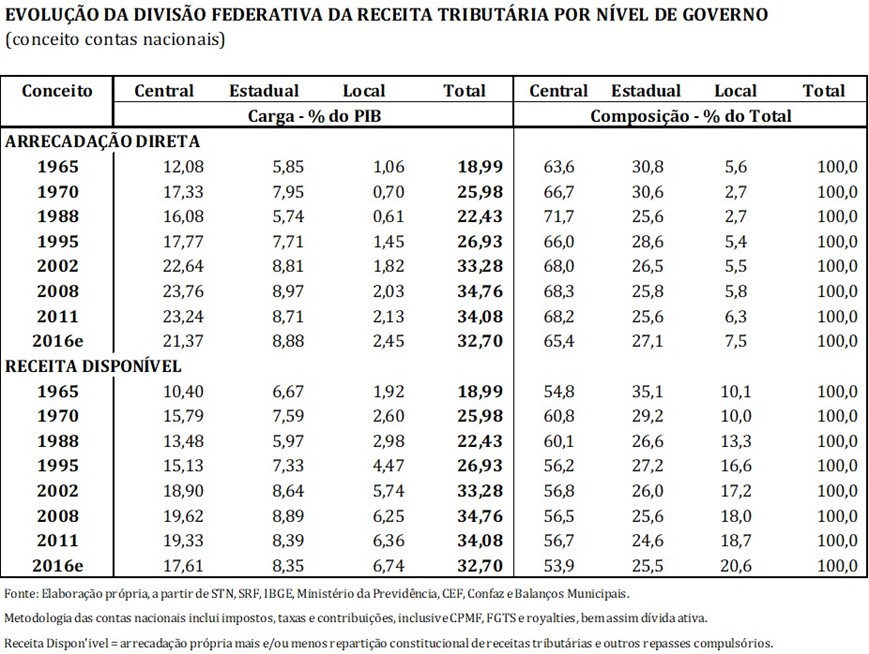 EVOLUÇÃO DA DIVISÃO FEDERATIVA DA RECEITA TRIBUTÁRIA POR NÍVEL DE GOVERNO
(conceito contas nacionais)
Conceito Central Estadual Local Total Central Estadual Local Total
Carga - % do PIB Composição - % do Total
ARRECADAÇÃO DIRETA
1965 12,08 5,85 1,06 18,99 63,6 30,8 5,6 100,0
1970 17,33 7,95 0,70 25,98 66,7 30,6 2,7 100,0
1988 16,08 5,74 0,61 22,43 71,7 25,6 2,7 100,0
1995 17,77 7,71 1,45 26,93 66,0 28,6 5,4 100,0
2002 22,64 8,81 1,82 33,28 68,0 26,5 5,5 100,0
2008 23,76 8,97 2,03 34,76 68,3 25,8 5,8 100,0
2011 23,24 8,71 2,13 34,08 68,2 25,6 6,3 100,0
2016e 21,37 8,88 2,45 32,70 65,4 27,1 7,5 100,0
RECEITA DISPONÍVEL
1965 10,40 6,67 1,92 18,99 54,8 35,1 10,1 100,0
1970 15,79 7,59 2,60 25,98 60,8 29,2 10,0 100,0
1988 13,48 5,97 2,98 22,43 60,1 26,6 13,3 100,0
1995 15,13 7,33 4,47 26,93 56,2 27,2 16,6 100,0
2002 18,90 8,64 5,74 33,28 56,8 26,0 17,2 100,0
2008 19,62 8,89 6,25 34,76 56,5 25,6 18,0 100,0
2011 19,33 8,39 6,36 34,08 56,7 24,6 18,7 100,0
2016e 17,61 8,35 6,74 32,70 53,9 25,5 20,6 100,0
Fonte: Elaboração própria, a partir de STN, SRF, IBGE, Ministério da Previdência, CEF, Confaz e Balanços Municipais.
Metodologia das contas nacionais inclui impostos, taxas e contribuições, inclusive CPMF, FGTS e royalties, bem assim dívida ativa.
Receita Dispon'ivel = arrecadação própria mais e/ou menos repartição constitucional de receitas tributárias e outros repasses compulsórios.